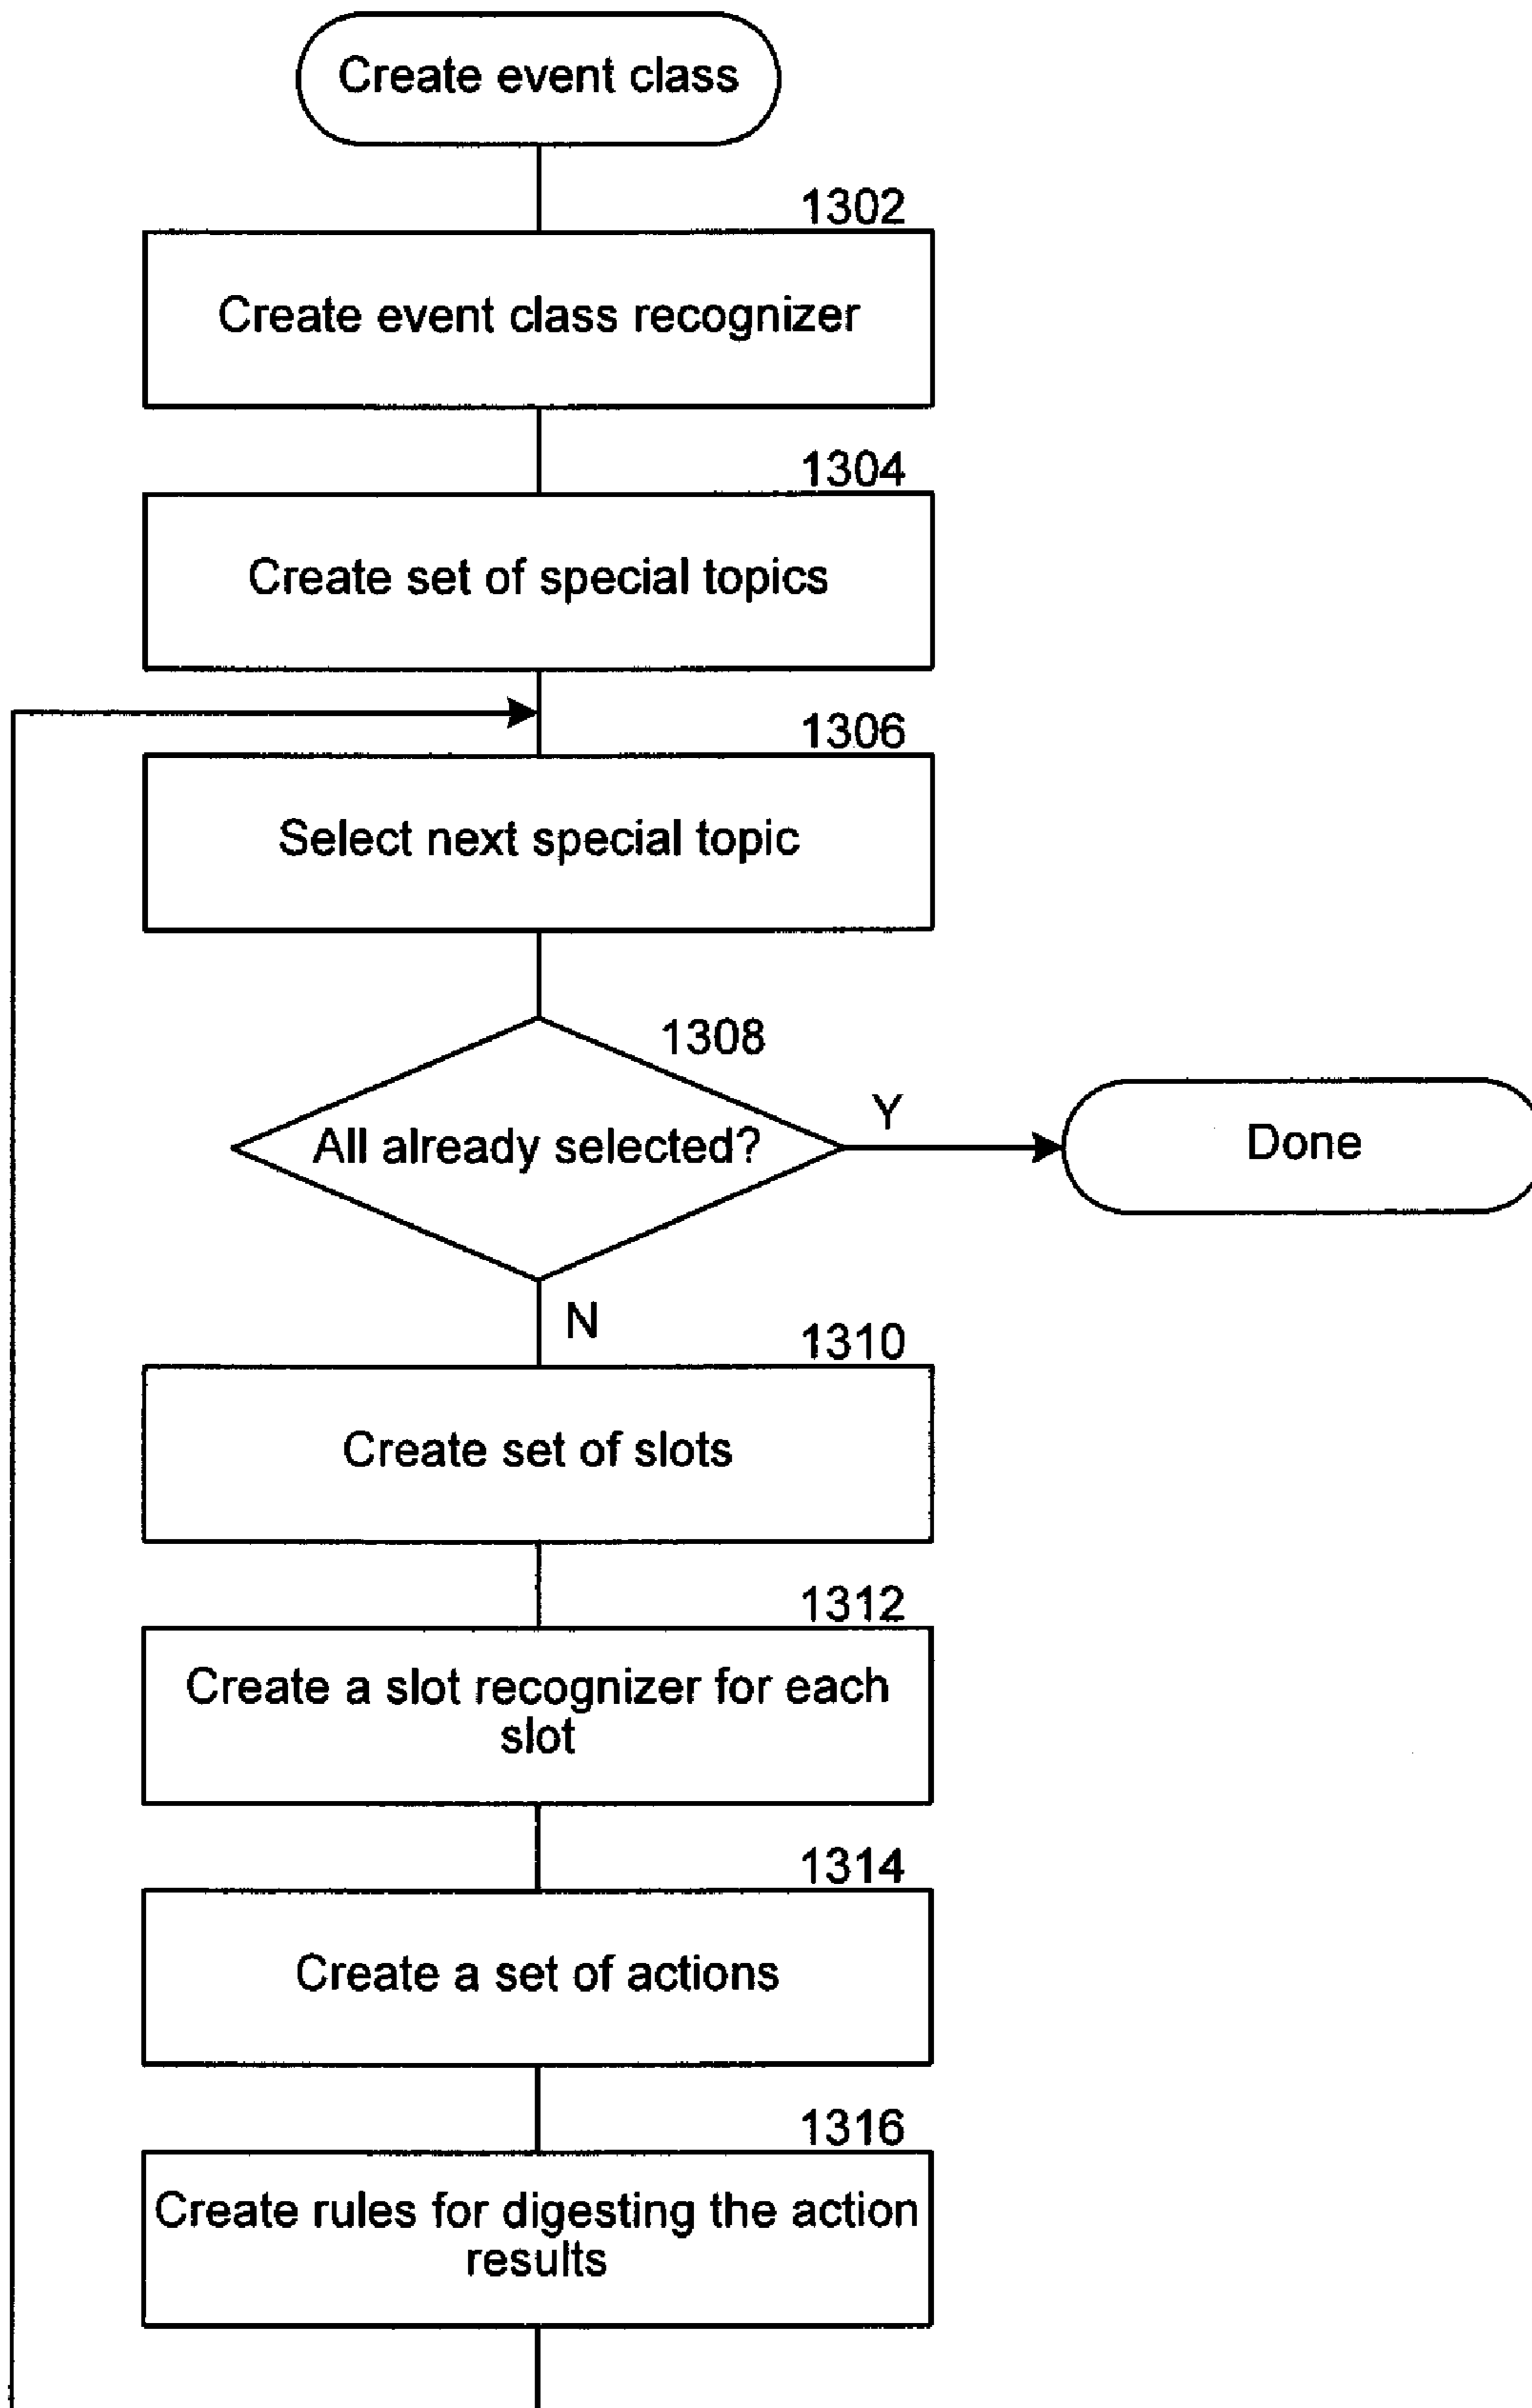 Create event class
1302
Create event class recognizer
1304
Create set of special topics
1306
Select next special topic
1308
All already selected?
Y
Done
N
1310
Create set of slots
1312
Create a slot recognizer for each
slot
1314
Create a set of actions
1316
Create rules for digesting the action
results